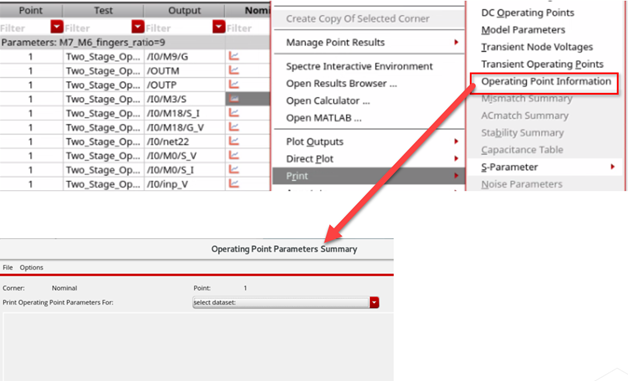 Point Test Output Nomi
Filter Filter Filter Filter
Parameters: M7_M6_fingers_ratio=9
1 Two_Stage_Op... /I0/M9/G
1 Two_Stage_Op... /OUTM
1 Two_Stage_Op... /OUTP
1 Two_Stage_Op... /I0/M3/S
1 Two_Stage_Op... /I0/M18/S_I
1 Two_Stage_Op... /I0/M18/G_V
1 Two_Stage_Op... /I0/net22
1 Two_Stage_Op... /I0/M0/S_V
1 Two_Stage_Op... /I0/M0/S_I
1 Two_Stage_Op... /I0/inp_V
Create Copy Of Selected Corner
Manage Point Results
Spectre Interactive Environment
Open Results Browser ...
Open Calculator ...
Open MATLAB ...
Plot Outputs
Direct Plot
Print
DC Operating Points
Model Parameters
Transient Node Voltages
Transient Operating Points
Operating Point Information
Mismatch Summary
ACmatch Summary
Stability Summary
Capacitance Table
S-Parameter
Noise Parameters
Operating Point Parameters Summary
File Options
Corner: Nominal Point: 1
Print Operating Point Parameters For: select dataset: